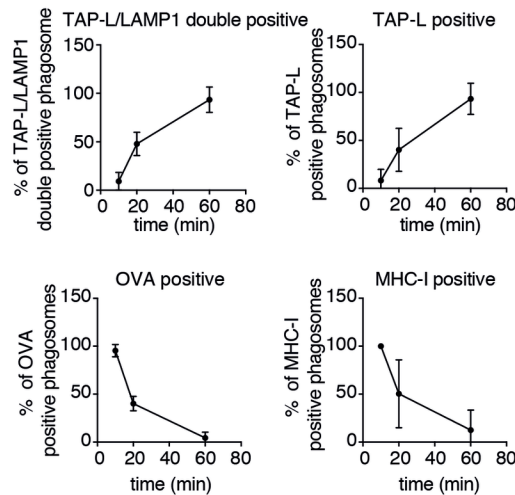 TAP-L/LAMP1 double positive
% of TAP-L/LAMP1
double positive phagosome
150
100
50
0
0 20 40 60 80
time (min)
TAP-L positive
% of TAP-L
positive phagosomes
150
100
50
0
0 20 40 60 80
time (min)
OVA positive
% of OVA
positive phagosomes
150
100
50
0
0 20 40 60 80
time (min)
MHC-I positive
% of MHC-I
positive phagosomes
150
100
50
0
0 20 40 60 80
time (min)